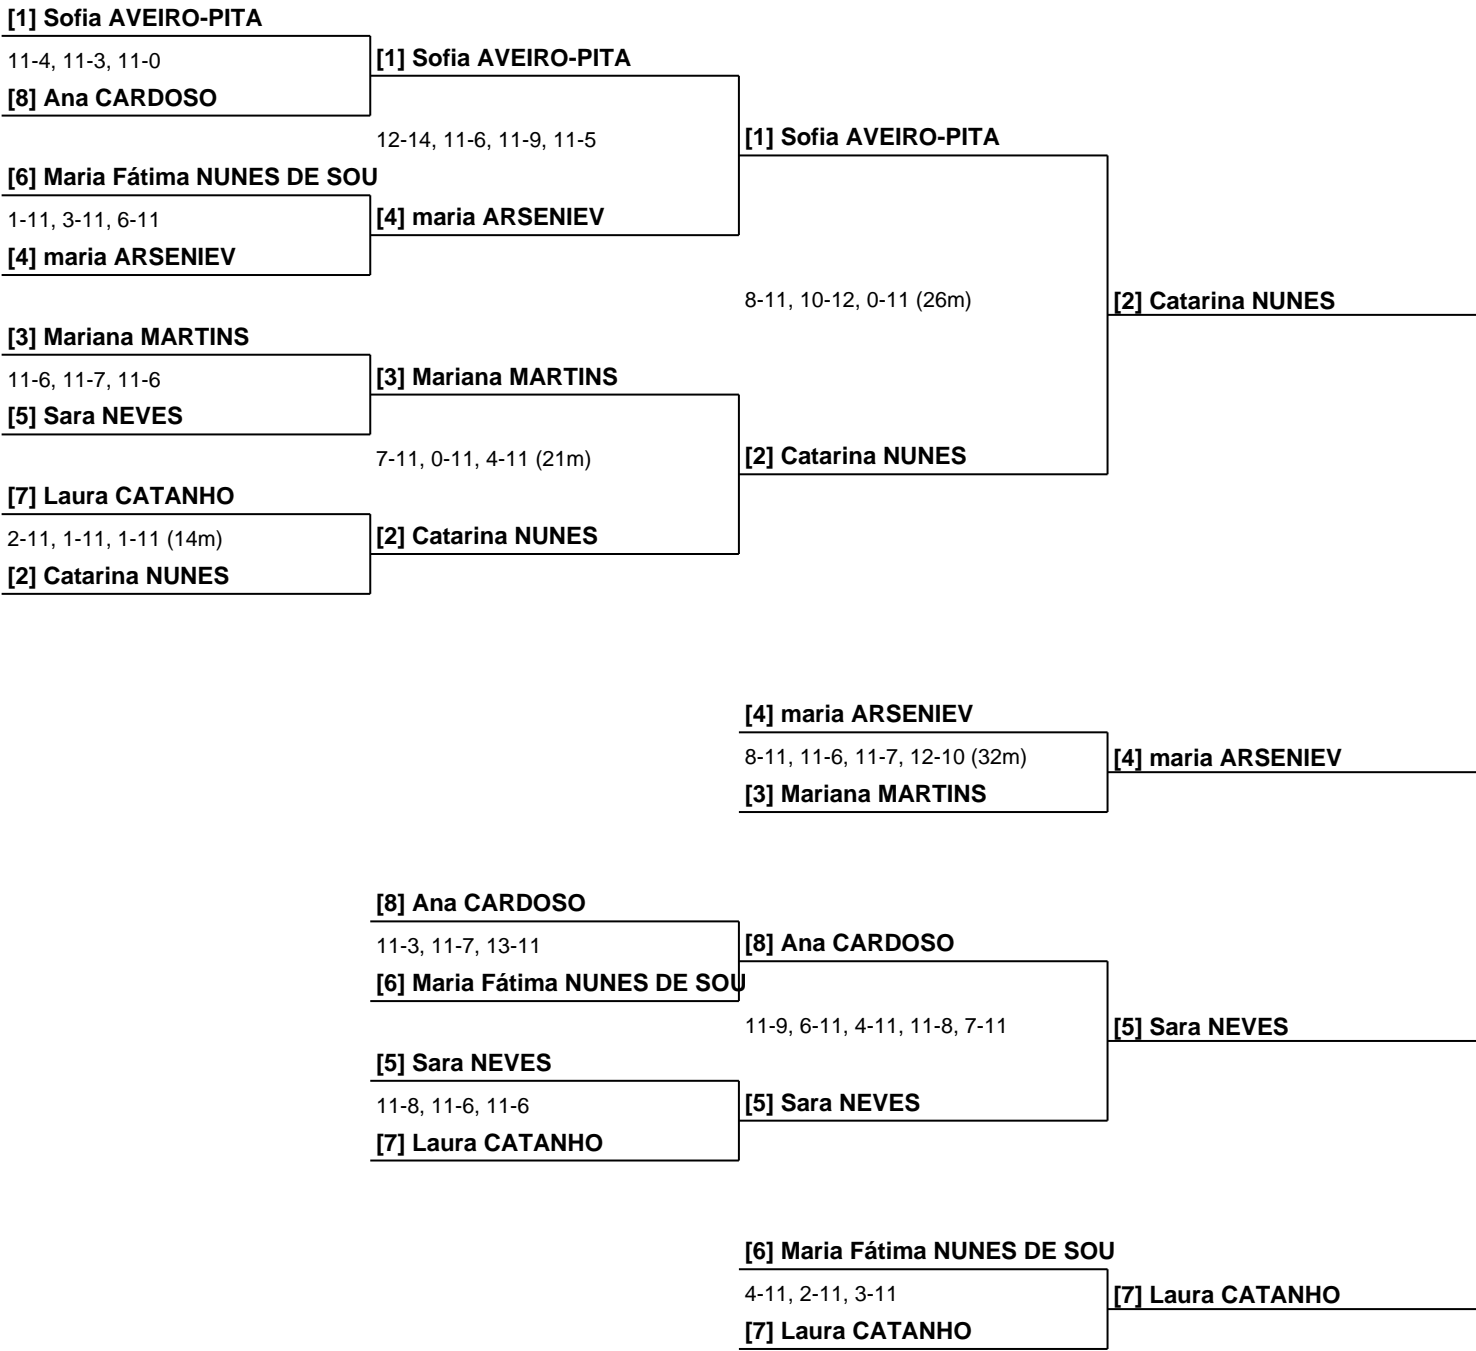 [1] Sofia AVEIRO-PITA
11-4, 11-3, 11-0
[8] Ana CARDOSO
[6] Maria Fátima NUNES DE SOU
1-11, 3-11, 6-11
[4] maria ARSENIEV
[3] Mariana MARTINS
11-6, 11-7, 11-6
[5] Sara NEVES
[7] Laura CATANHO
2-11, 1-11, 1-11 (14m)
[2] Catarina NUNES
[1] Sofia AVEIRO-PITA
12-14, 11-6, 11-9, 11-5
[4] maria ARSENIEV
[3] Mariana MARTINS
7-11, 0-11, 4-11 (21m)
[2] Catarina NUNES
[1] Sofia AVEIRO-PITA
8-11, 10-12, 0-11 (26m)
[2] Catarina NUNES
[2] Catarina NUNES
[4] maria ARSENIEV
8-11, 11-6, 11-7, 12-10 (32m)
[3] Mariana MARTINS
[4] maria ARSENIEV
[8] Ana CARDOSO
11-3, 11-7, 13-11
[6] Maria Fátima NUNES DE SOU
[5] Sara NEVES
11-8, 11-6, 11-6
[7] Laura CATANHO
[8] Ana CARDOSO
11-9, 6-11, 4-11, 11-8, 7-11
[5] Sara NEVES
[5] Sara NEVES
[6] Maria Fátima NUNES DE SOU
4-11, 2-11, 3-11
[7] Laura CATANHO
[7] Laura CATANHO